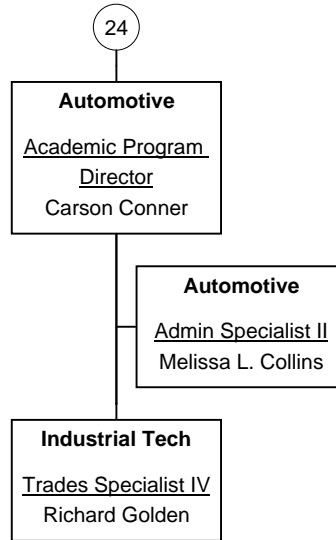 24
Automotive
Academic Program
Director
Carson Conner
Automotive
Admin Specialist II
Melissa L. Collins
Industrial Tech
Trades Specialist IV
Richard Golden